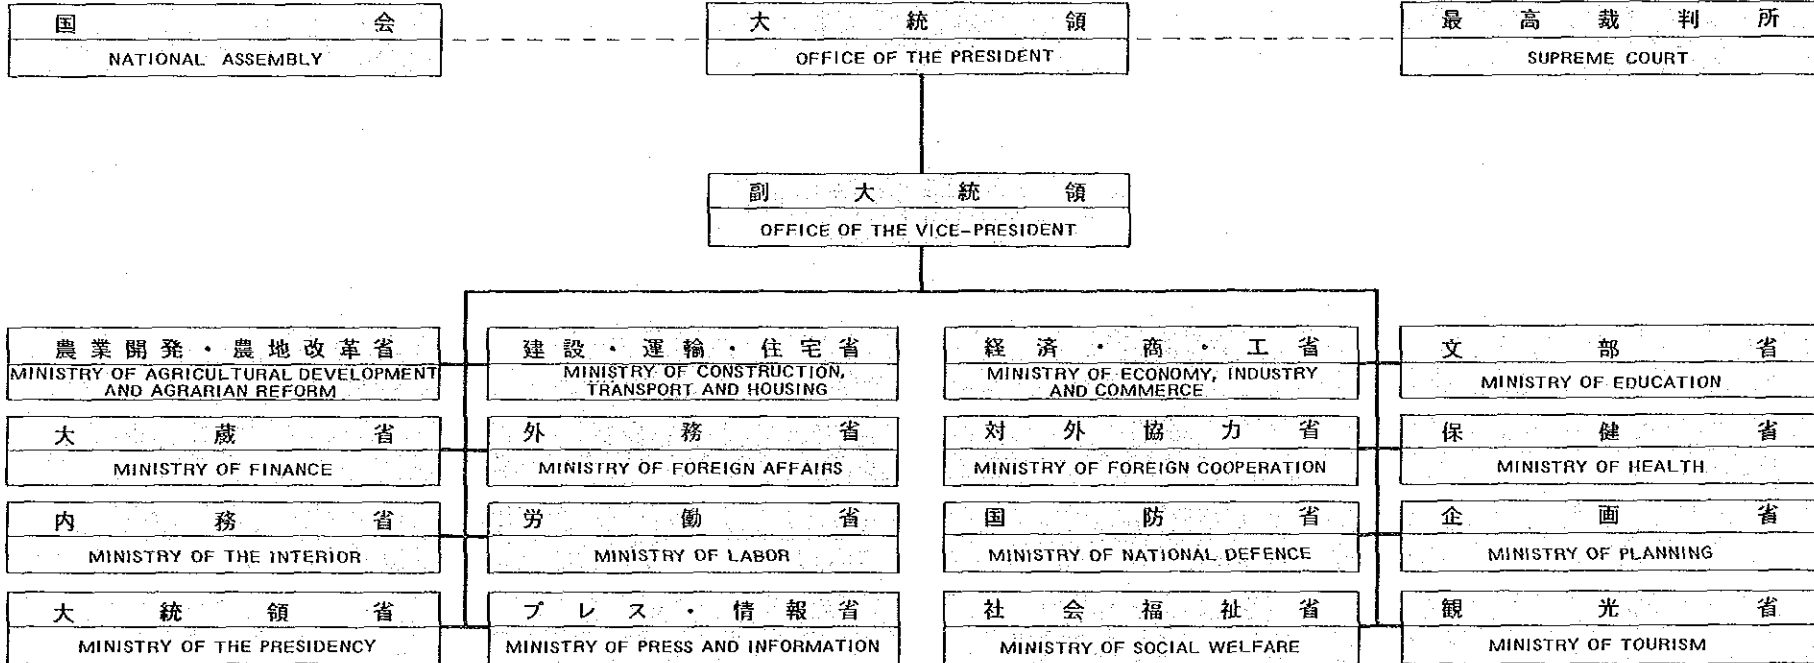 国会
NATIONAL ASSEMBLY
大統領
OFFICE OF THE PRESIDENT
最高裁判所
SUPREME COURT
副大統領
OFFICE OF THE VICE-PRESIDENT
農業開発・農地改革省
MINISTRY OF AGRICULTURAL DEVELOPMENT
AND AGRARIAN REFORM
建設・運輸・住宅省
MINISTRY OF CONSTRUCTION,
TRANSPORT AND HOUSING
経済・商・工省
MINISTRY OF ECONOMY, INDUSTRY
AND COMMERCE
文部省
MINISTRY OF EDUCATION
大蔵省
MINISTRY OF FINANCE
外務省
MINISTRY OF FOREIGN AFFAIRS
対外協力省
MINISTRY OF FOREIGN COOPERATION
保健省
MINISTRY OF HEALTH
内務省
MINISTRY OF THE INTERIOR
労働省
MINISTRY OF LABOR
国防省
MINISTRY OF NATIONAL DEFENCE
企画省
MINISTRY OF PLANNING
大統領省
MINISTRY OF THE PRESIDENCY
プレス・情報省
MINISTRY OF PRESS AND INFORMATION
社会福祉省
MINISTRY OF SOCIAL WELFARE
観光省
MINISTRY OF TOURISM